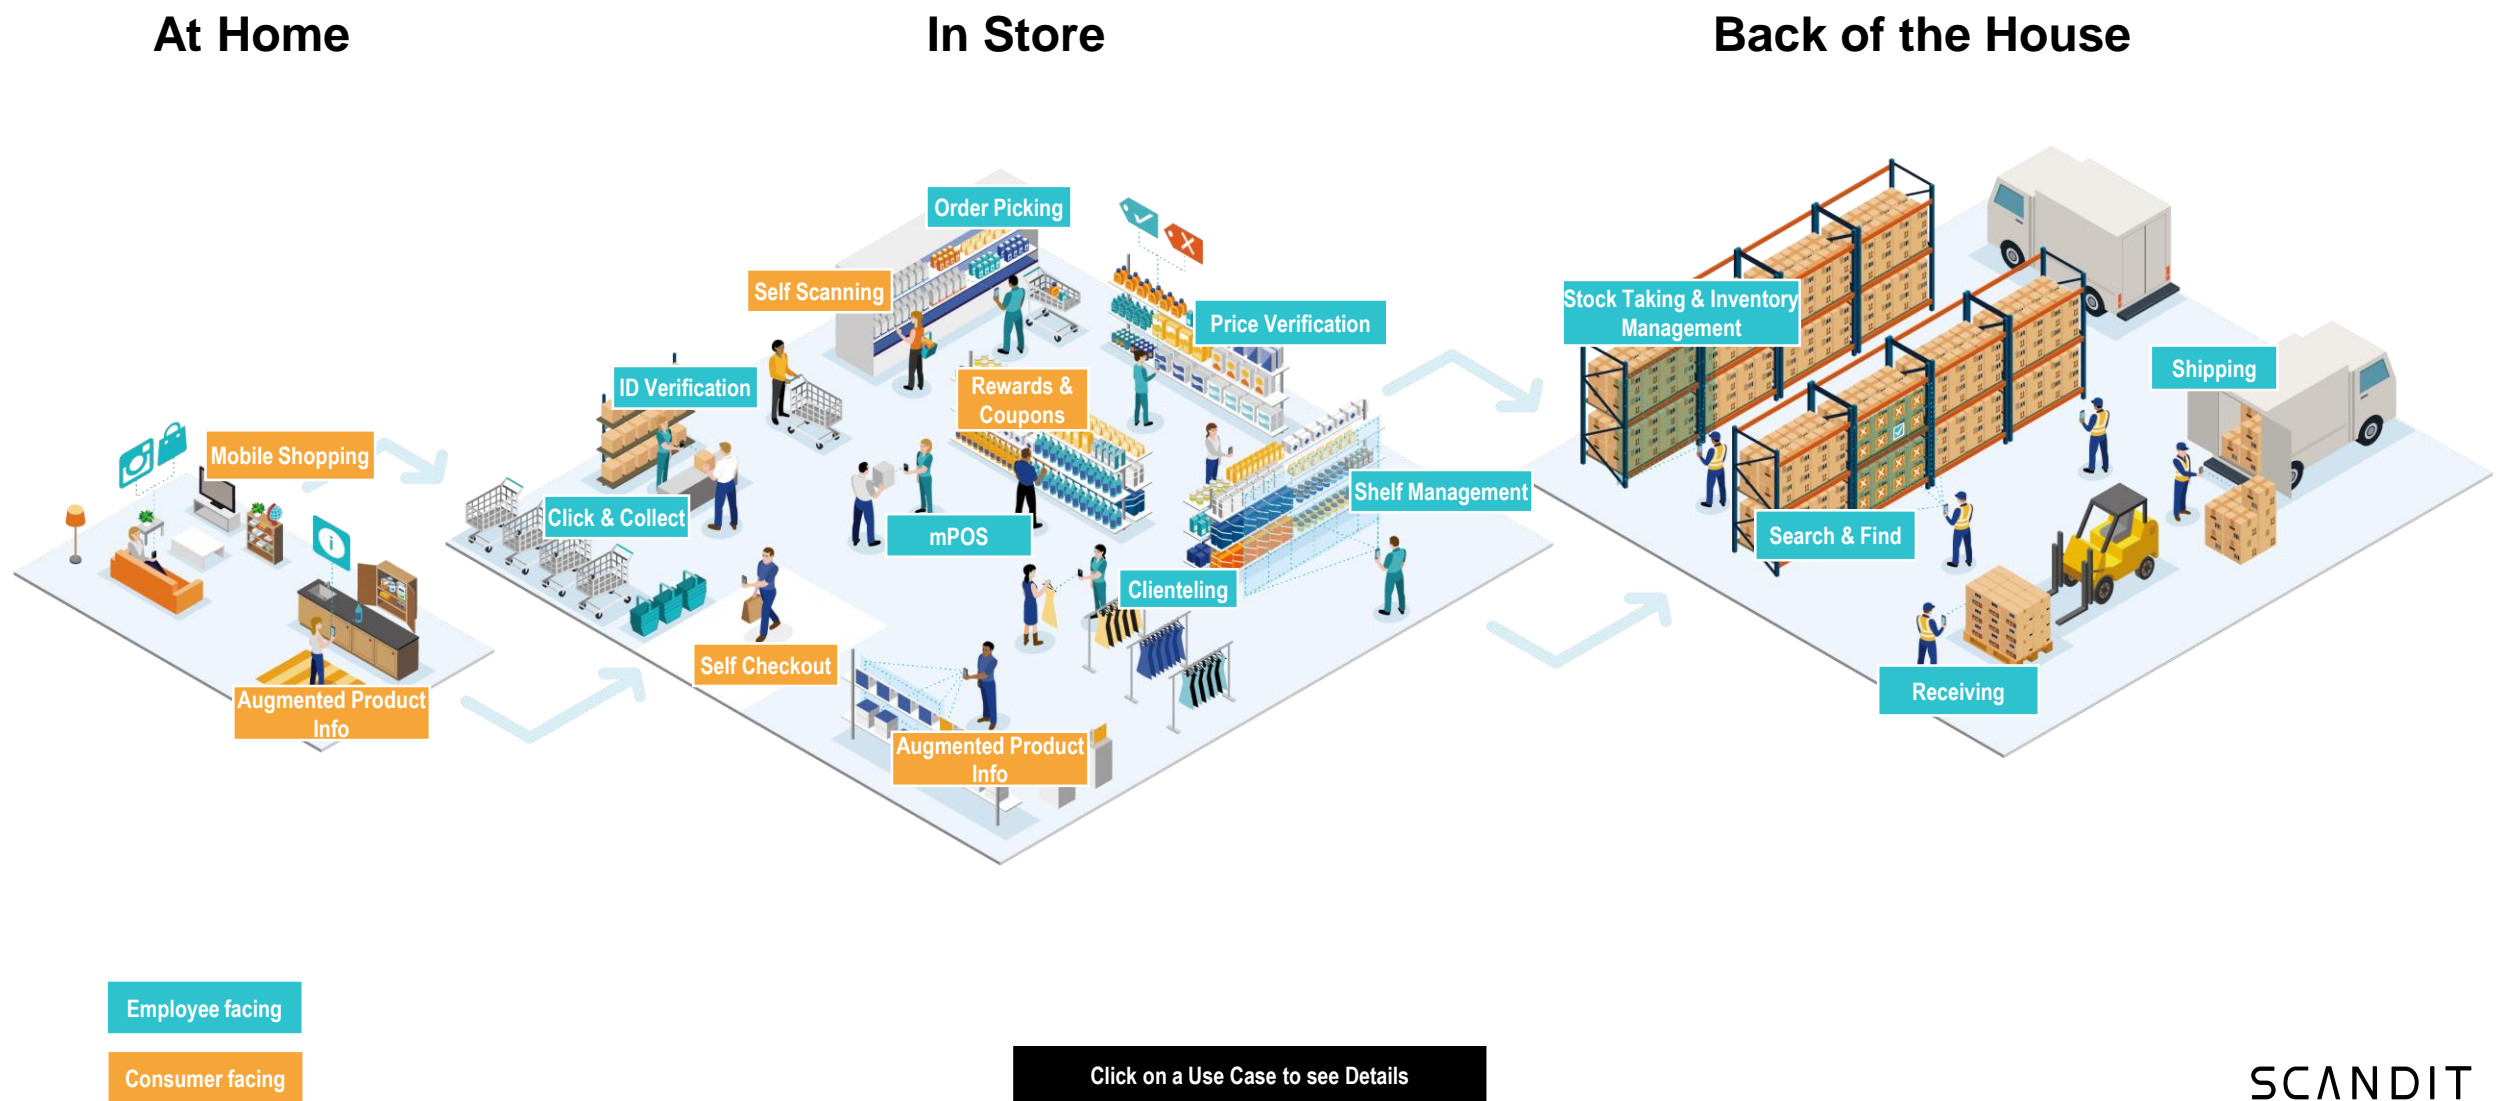 At Home
In Store
Back of the House
Order Picking
Self Scanning
Price Verification
Stock Taking & Inventory
Management
ID Verification
Rewards &
Coupons
Shipping
Mobile Shopping
Click & Collect
mPOS
Shelf Management
Search & Find
Clienteling
Self Checkout
Augmented Product
Info
Augmented Product
Info
Receiving
Employee facing
Consumer facing
Click on a Use Case to see Details
SCANDIT